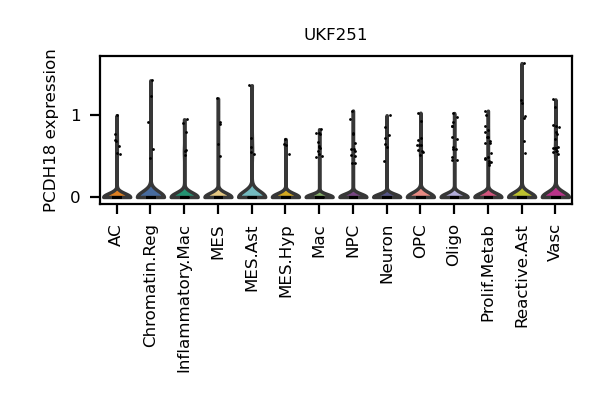 UKF251
PCDH18 expression
1
0
AC
Chromatin.Reg
Inflammatory.Mac
MES
MES.Ast
MES.Hyp
Mac
NPC
Neuron
OPC
Oligo
Prolif.Metab
Reactive.Ast
Vasc